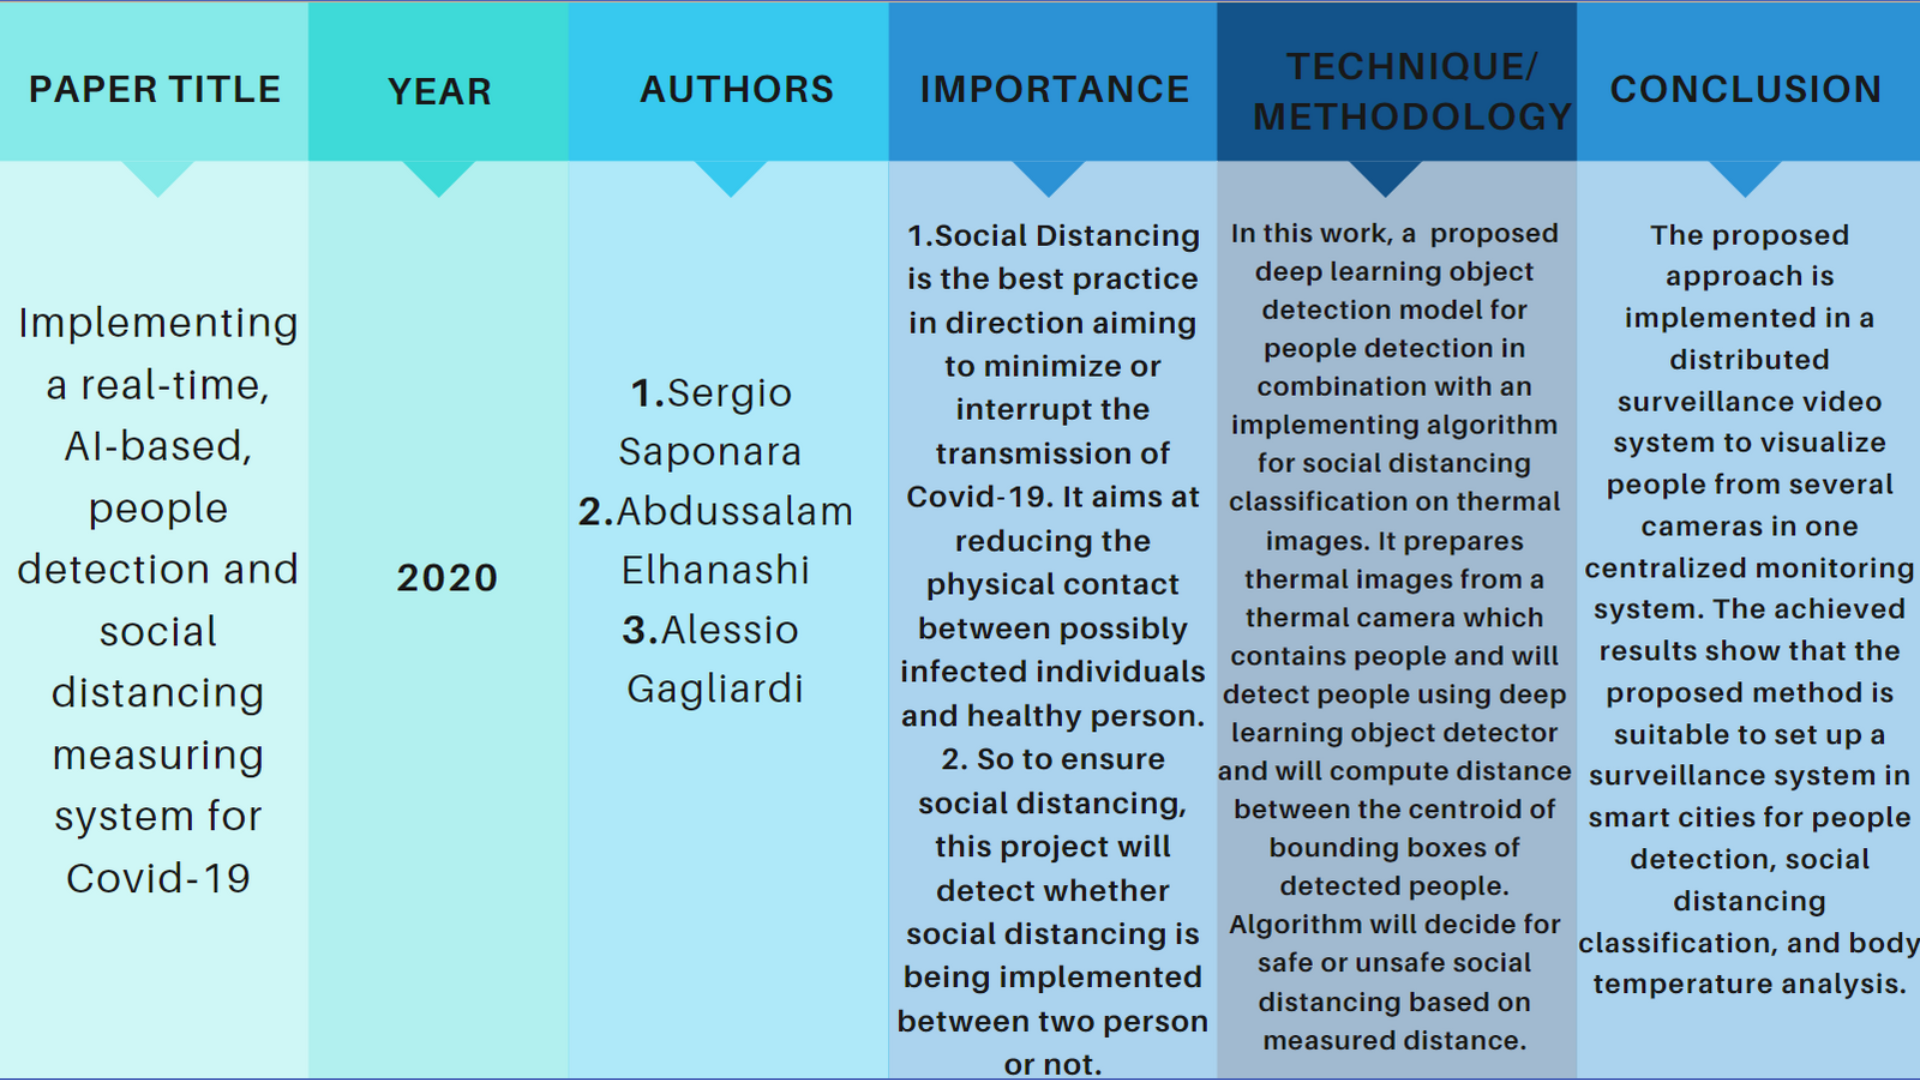 PAPER TITLE
Implementing
a real-time,
AI-based,
people
detection and
social
distancing
measuring
system for
Covid-19
YEAR
2020
AUTHORS
1.Sergio
Saponara
2.Abdussalam
Elhanashi
3.Alessio
Gagliardi
IMPORTANCE
1.Social Distancing
is the best practice
in direction aiming
to minimize or
interrupt the
transmission of
Covid-19. It aims at
reducing the
physical contact
between possibly
infected individuals
and healthy person.
2. So to ensure
social distancing,
this project will
detect whether
social distancing is
being implemented
between two person
or not.
TECHNIQUE/
METHODOLOGY
In this work, a proposed
deep learning object
detection model for
people detection in
combination with an
implementing algorithm
for social distancing
classification on thermal
images. It prepares
thermal images from a
thermal camera which
contains people and will
detect people using deep
learning object detector
and will compute distance
between the centroid of
bounding boxes of
detected people.
Algorithm will decide for
safe or unsafe social
distancing based on
measured distance.
CONCLUSION
The proposed
approach is
implemented in a
distributed
surveillance video
system to visualize
people from several
cameras in one
centralized monitoring
system. The achieved
results show that the
proposed method is
suitable to set up a
surveillance system in
smart cities for people
detection, social
distancing
classification, and body
temperature analysis.